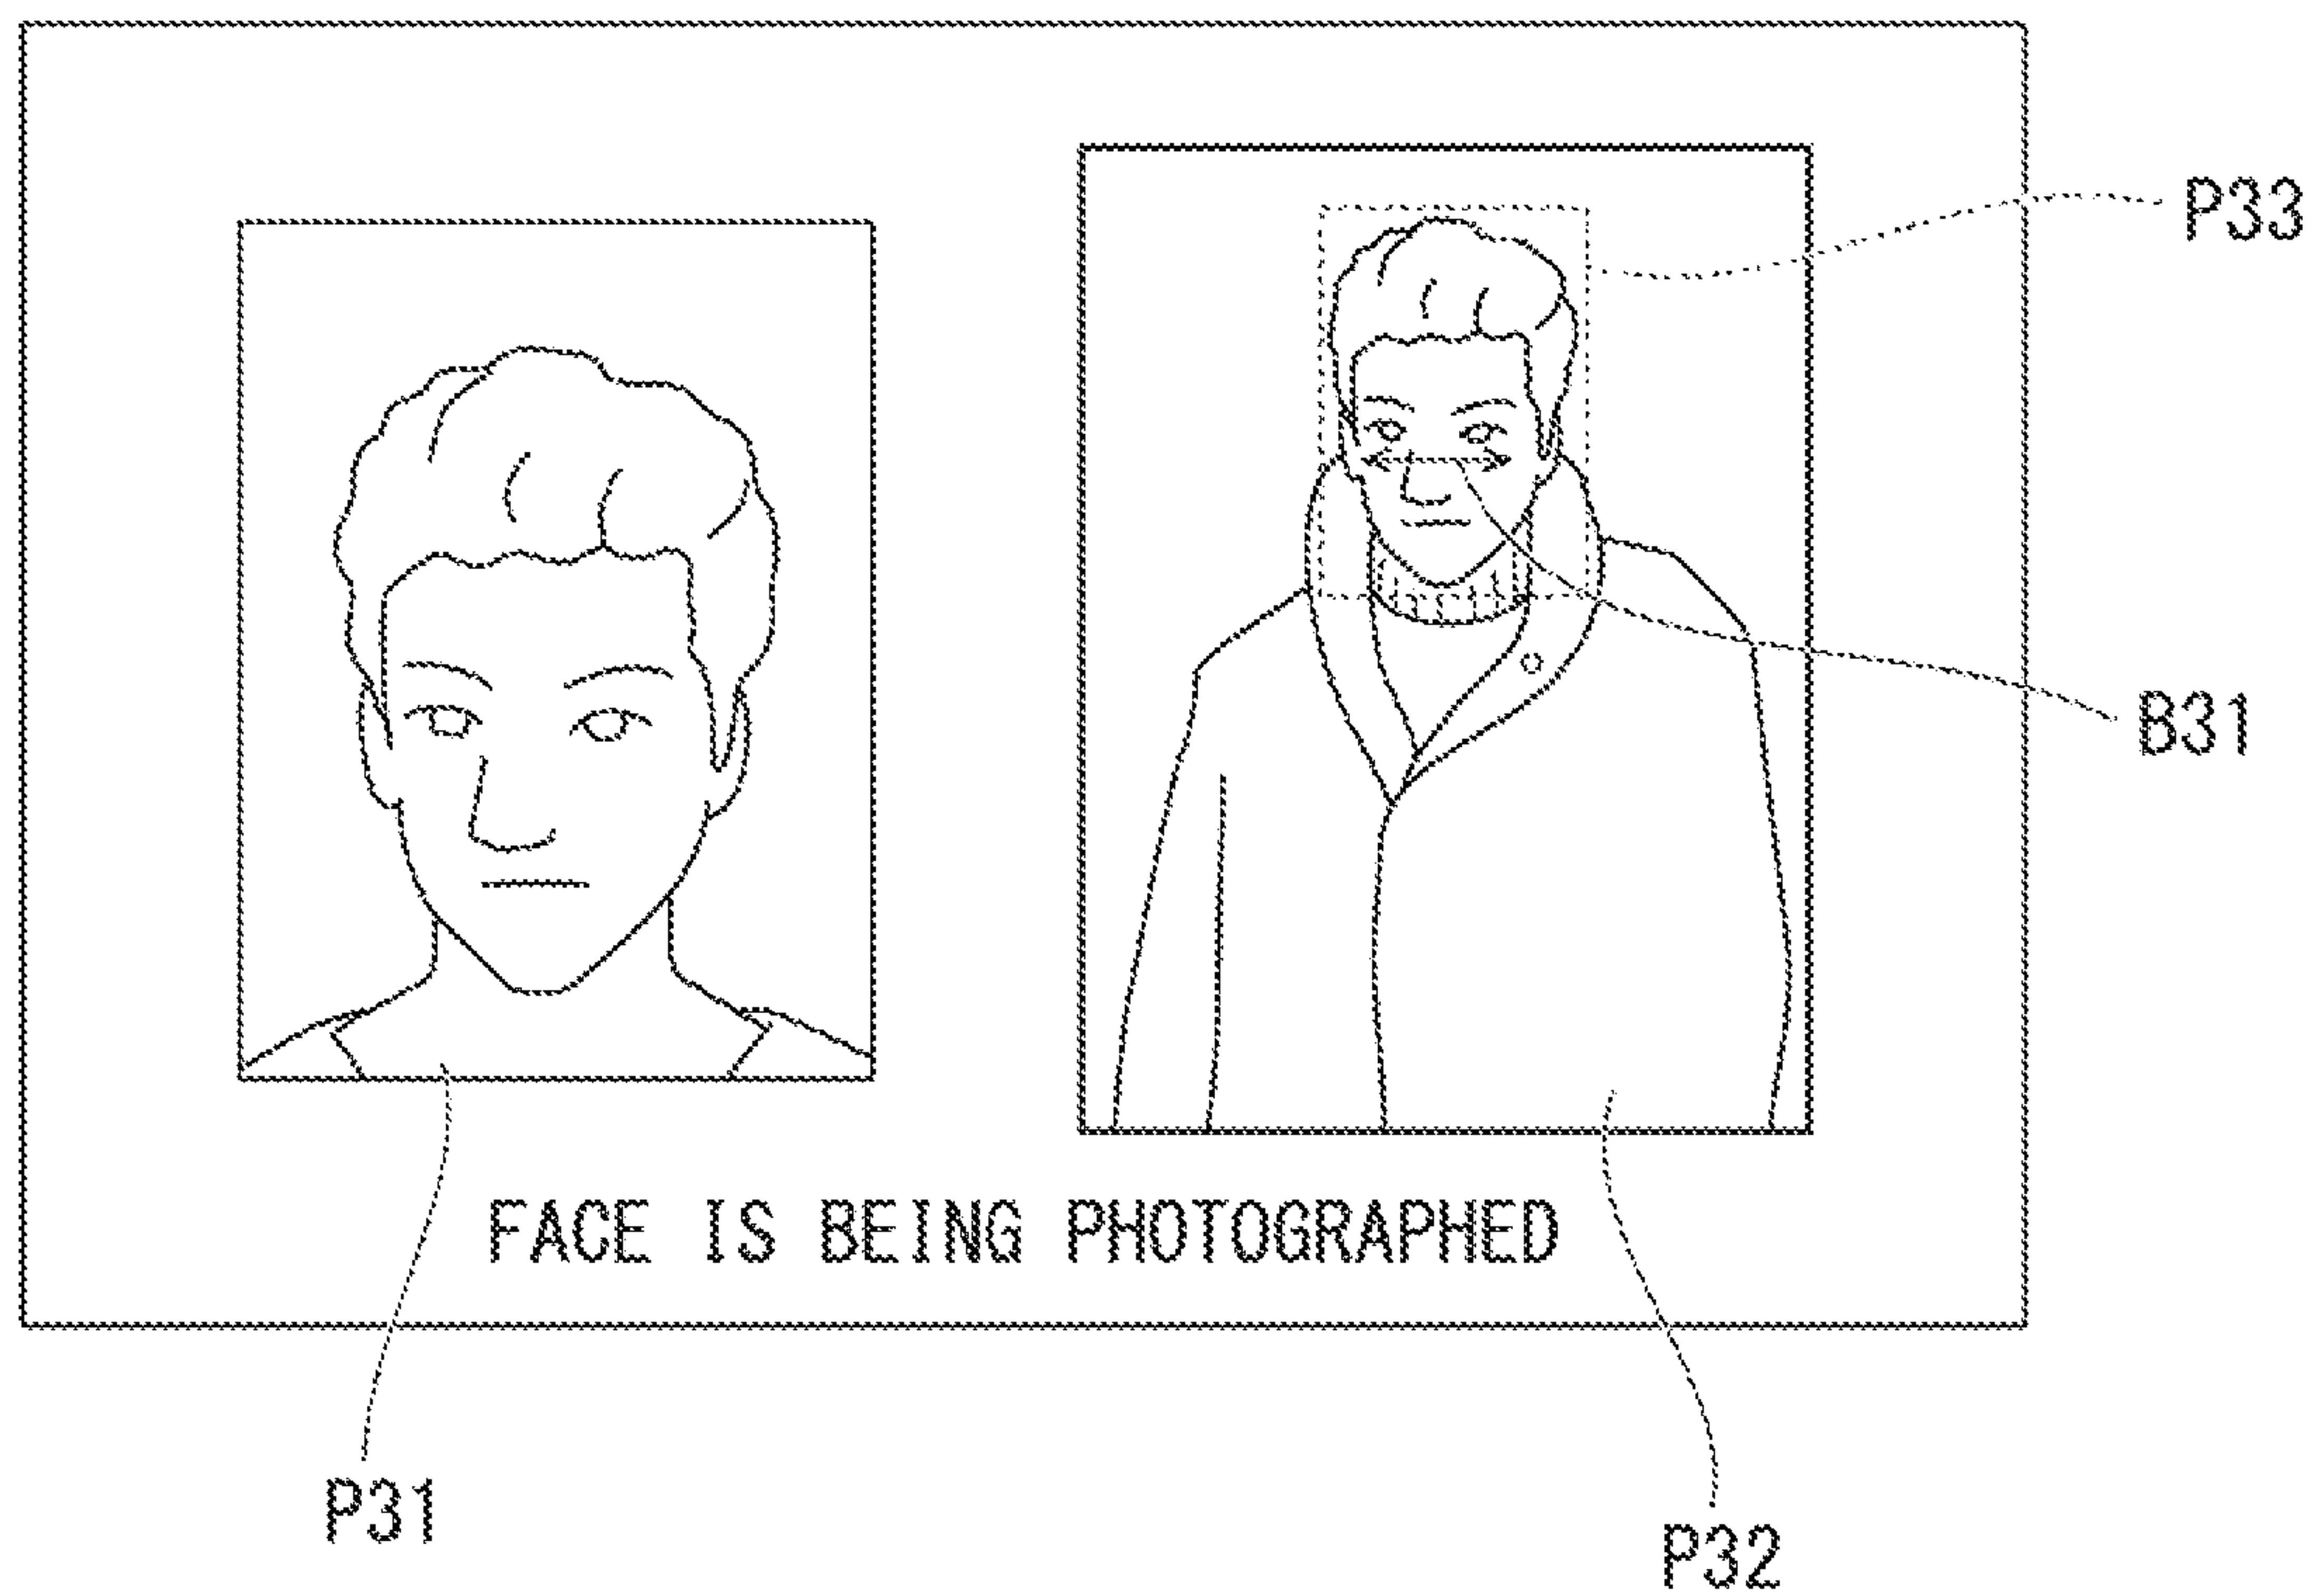 P33
B31
FACE IS BEING PHOTOGRAPHED
P31
P32